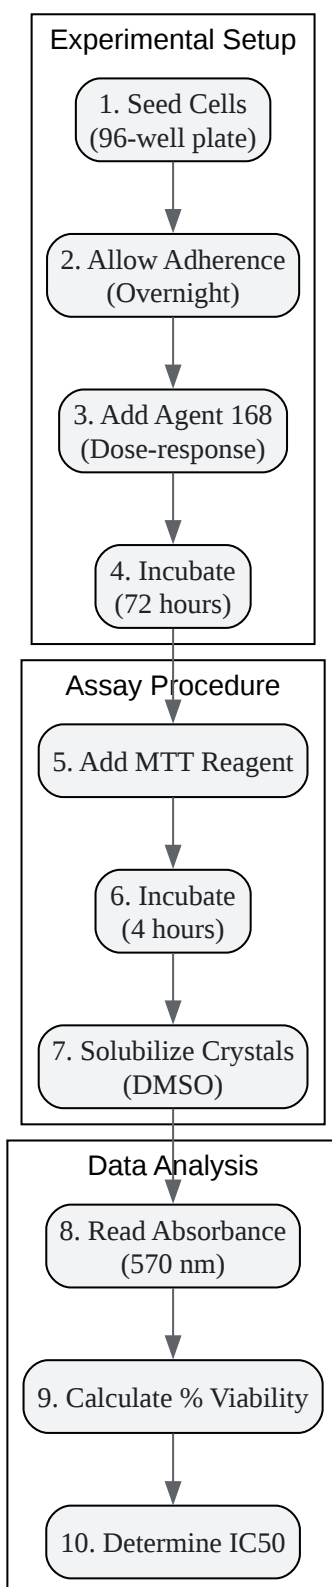 Experimental Setup
1. Seed Cells
(96-well plate)
2. Allow Adherence
(Overnight)
3. Add Agent 168
(Dose-response)
4. Incubate
(72 hours)
Assay Procedure
5. Add MTT Reagent
6. Incubate
(4 hours)
7. Solubilize Crystals
(DMSO)
Data Analysis
8. Read Absorbance
(570 nm)
9. Calculate % Viability
10. Determine IC50